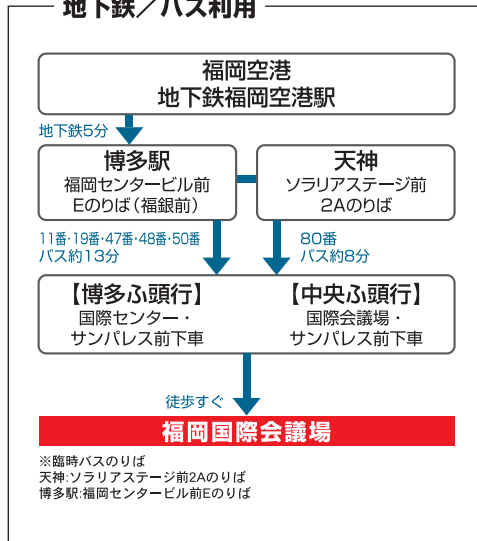 地下鉄／バス利用
福岡空港
地下鉄福岡空港駅
地下鉄5分
博多駅
福岡センタービル前
Eのりば（福銀前）
天神
ソラリアステージ前
2Aのりば
11番・19番・47番・48番・50番
バス約13分
80番
バス約8分
【博多ふ頭行】
国際センター・
サンパレス前下車
【中央ふ頭行】
国際会議場・
サンパレス前下車
徒歩すぐ
福岡国際会議場
※臨時バスのりば
天神:ソラリアステージ前2Aのりば
博多駅:福岡センタービル前Eのりば